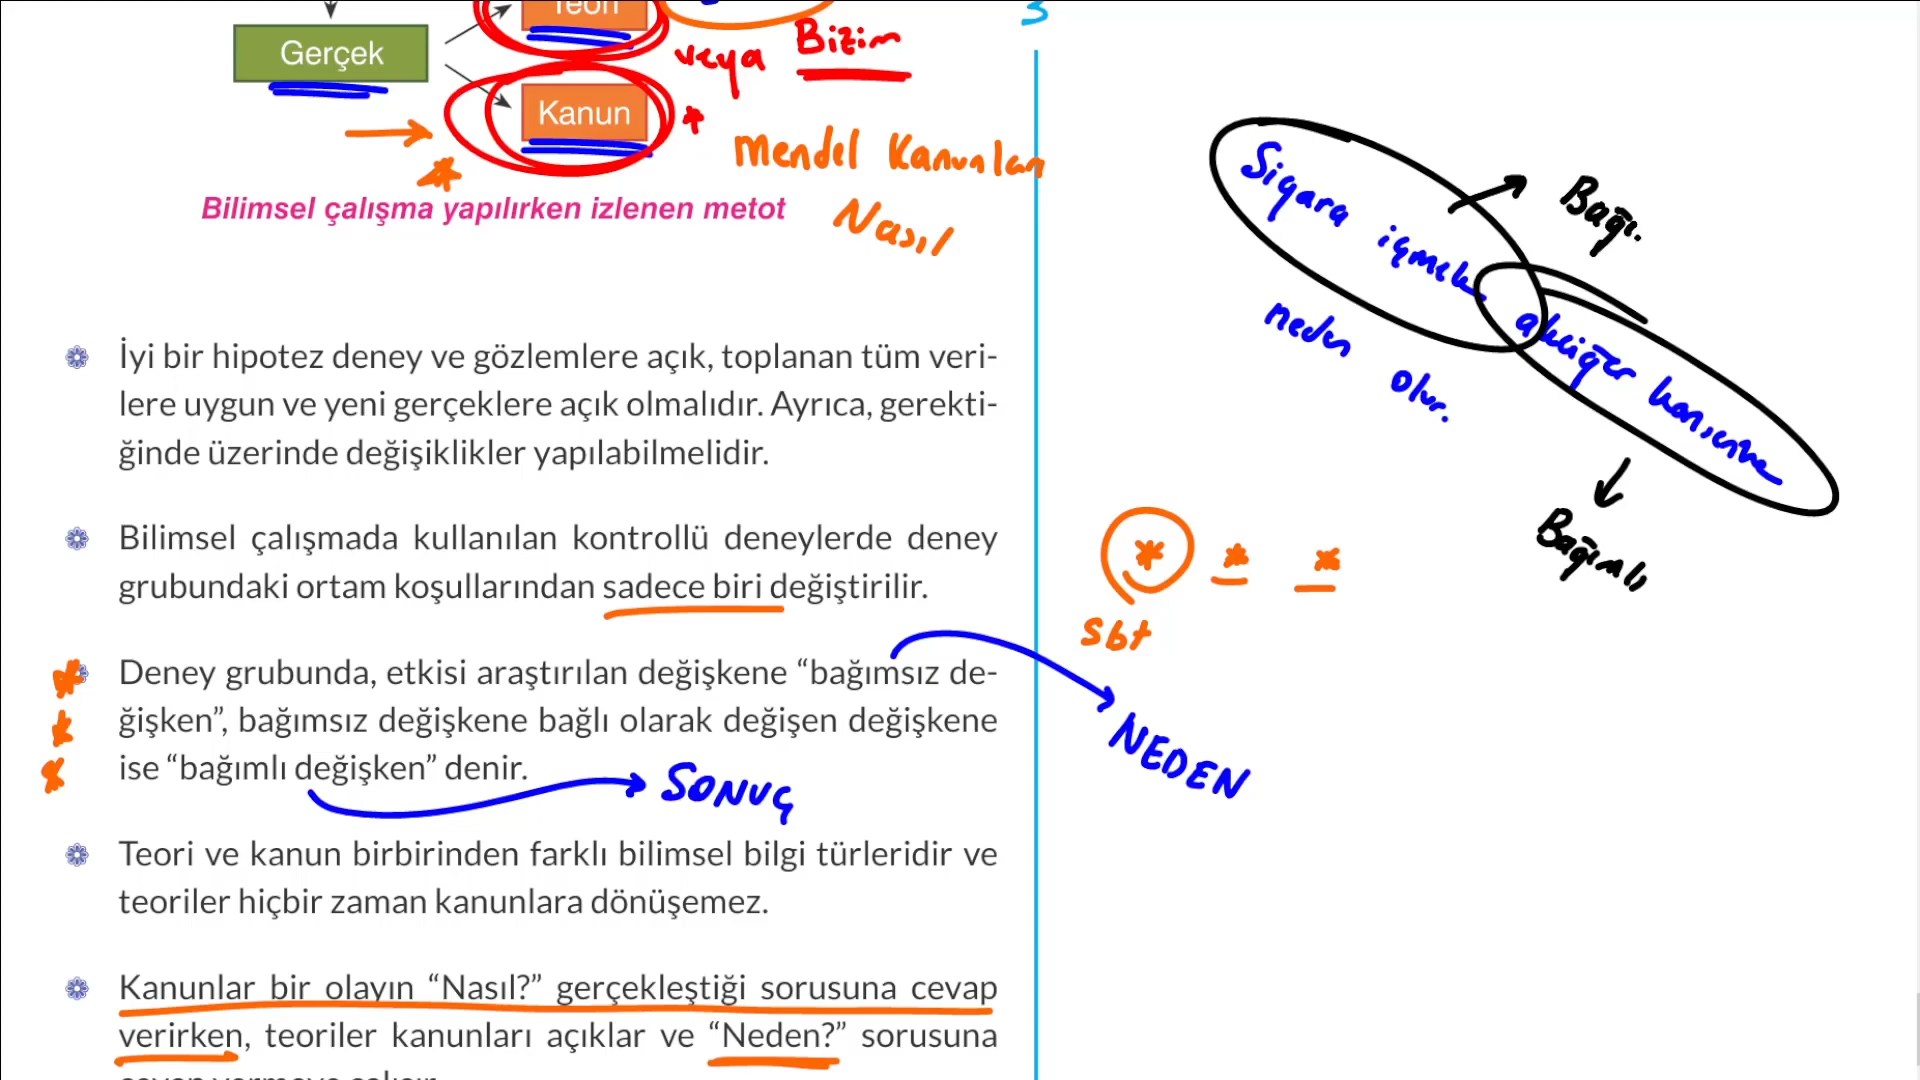 Teori
Gerçek
veya Bizim
3
Kanun
* Mendel Kanunları
Nasıl
Bilimsel çalışma yapılırken izlenen metot
Sigara içmek
akciğer kanserine
neden olur.
Bağı.
Bağımlı
İyi bir hipotez deney ve gözlemlere açık, toplanan tüm veri-
lere uygun ve yeni gerçeklere açık olmalıdır. Ayrıca, gerekti-
ğinde üzerinde değişiklikler yapılabilmelidir.
Bilimsel çalışmada kullanılan kontrollü deneylerde deney
grubundaki ortam koşullarından sadece biri değiştirilir.
* * *
sbt
Deney grubunda, etkisi araştırılan değişkene “bağımsız de-
ğişken”, bağımsız değişkene bağlı olarak değişen değişkene
ise “bağımlı değişken” denir.
SONUÇ
NEDEN
Teori ve kanun birbirinden farklı bilimsel bilgi türleridir ve
teoriler hiçbir zaman kanunlara dönüşemez.
Kanunlar bir olayın “Nasıl?” gerçekleştiği sorusuna cevap
verirken, teoriler kanunları açıklar ve “Neden?” sorusuna